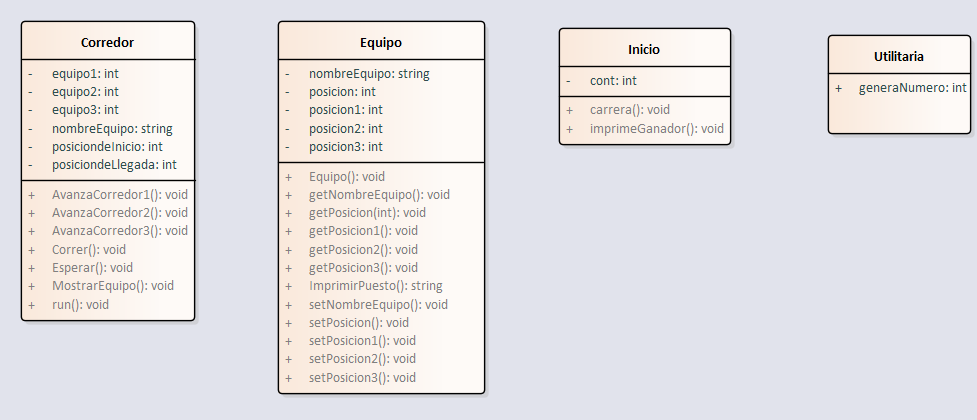 Corredor
- equipo1: int
- equipo2: int
- equipo3: int
- nombreEquipo: string
- posiciondeInicio: int
- posiciondeLlegada: int
+ AvanzaCorredor1(): void
+ AvanzaCorredor2(): void
+ AvanzaCorredor3(): void
+ Correr(): void
+ Esperar(): void
+ MostrarEquipo(): void
+ run(): void
Equipo
- nombreEquipo: string
- posicion: int
- posicion1: int
- posicion2: int
- posicion3: int
+ Equipo(): void
+ getNombreEquipo(): void
+ getPosicion(int): void
+ getPosicion1(): void
+ getPosicion2(): void
+ getPosicion3(): void
+ ImprimirPuesto(): string
+ setNombreEquipo(): void
+ setPosicion(): void
+ setPosicion1(): void
+ setPosicion2(): void
+ setPosicion3(): void
Inicio
- cont: int
+ carrera(): void
+ imprimeGanador(): void
Utilitaria
+ generaNumero: int